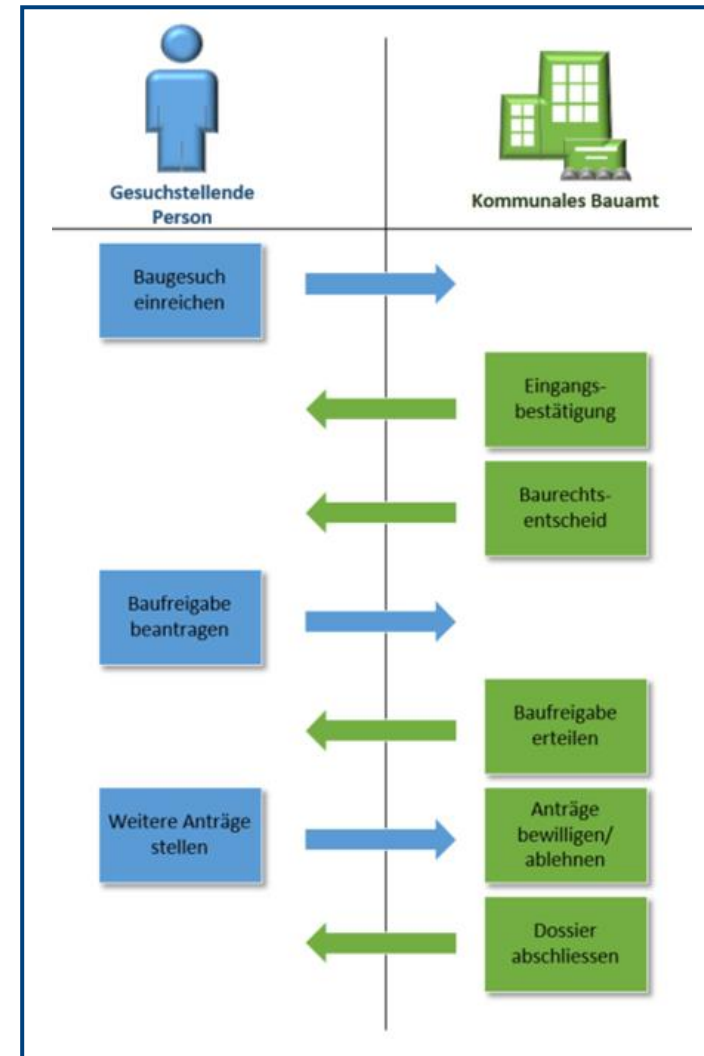 Gesuchstellende
Person
Kommunales Bauamt
Baugesuch
einreichen
Eingangs-
bestätigung
Baurechts-
entscheid
Baufreigabe
beantragen
Baufreigabe
erteilen
Weitere Anträge
stellen
Anträge
bewilligen/
ablehnen
Dossier
abschliessen